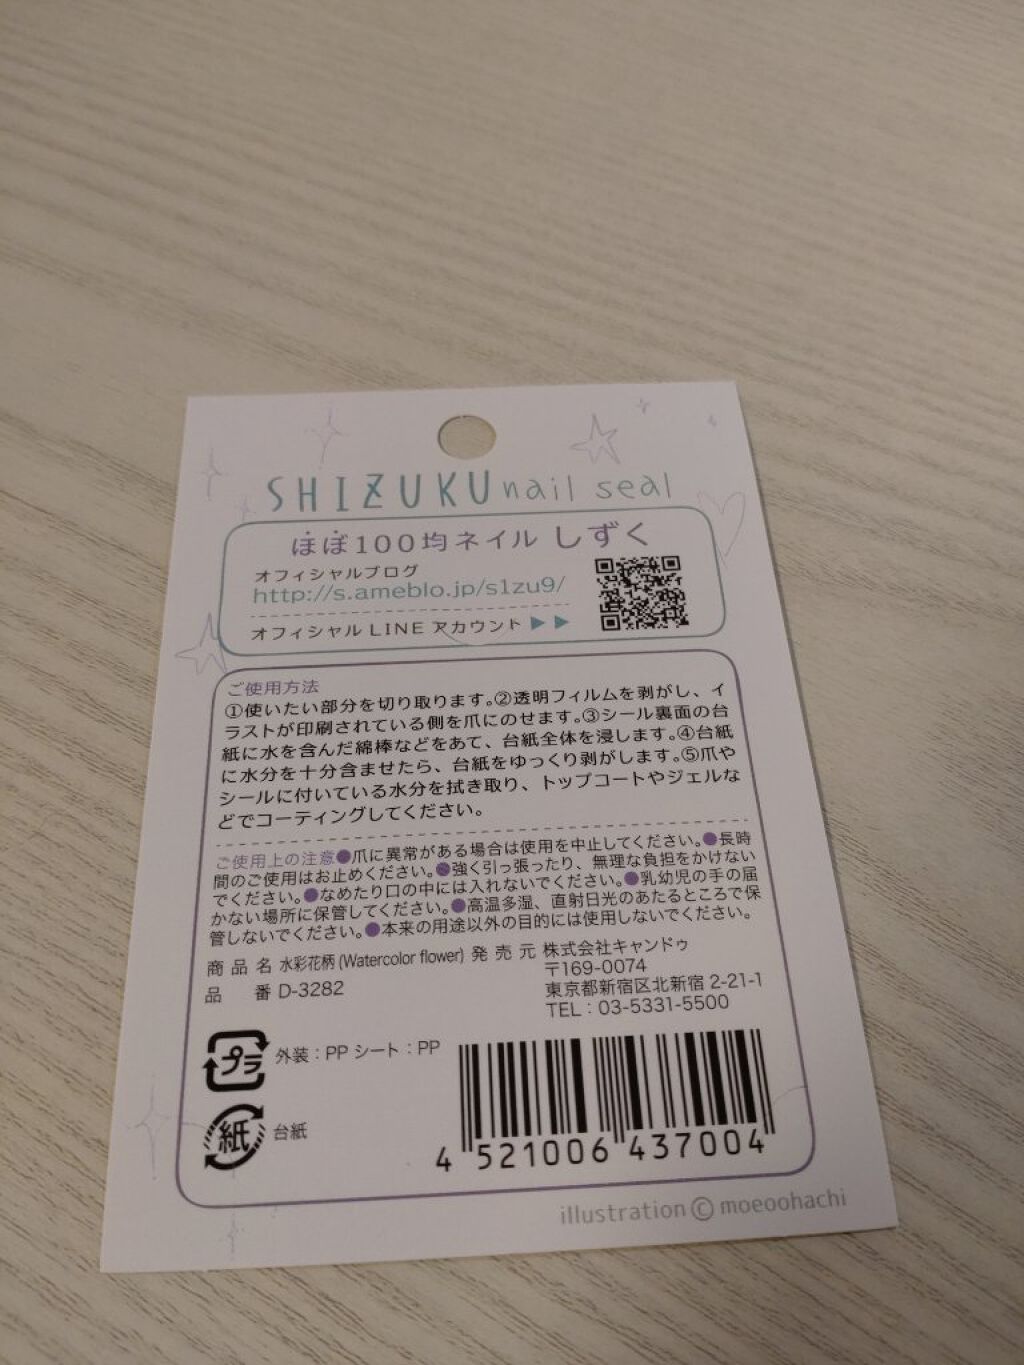 SHIZUKU nail seal
ほぼ100均ネイル しずく
オフィシャルブログ
http://s.ameblo.jp/s1zu9/
オフィシャル LINE アカウント ▶▶
ご使用方法
①使いたい部分を切り取ります。②透明フィルムを剥がし、イ
ラストが印刷されている側を爪にのせます。③シール裏面の台
紙に水を含んだ綿棒などをあて、台紙全体を浸します。④台紙
に水分を十分含ませたら、台紙をゆっくり剥がします。⑤爪や
シールに付いている水分を拭き取り、トップコートやジェルな
どでコーティングしてください。
ご使用上の注意●爪に異常がある場合は使用を中止してください。●長時
間のご使用はお止めください。●強く引っ張ったり、無理な負担をかけない
でください。●なめたり口の中には入れないでください。●乳幼児の手の届
かない場所に保管してください。●高温多湿、直射日光のあたるところで保
管しないでください。●本来の用途以外の目的には使用しないでください。
商品名 水彩花柄 (Watercolor flower) 発売元 株式会社キャンドゥ
〒169-0074
品番 D-3282
東京都新宿区北新宿 2-21-1
TEL：03-5331-5500
プラ 外装：PP シート：PP
紙 台紙
4 521006 437004
illustration © moeoohachi